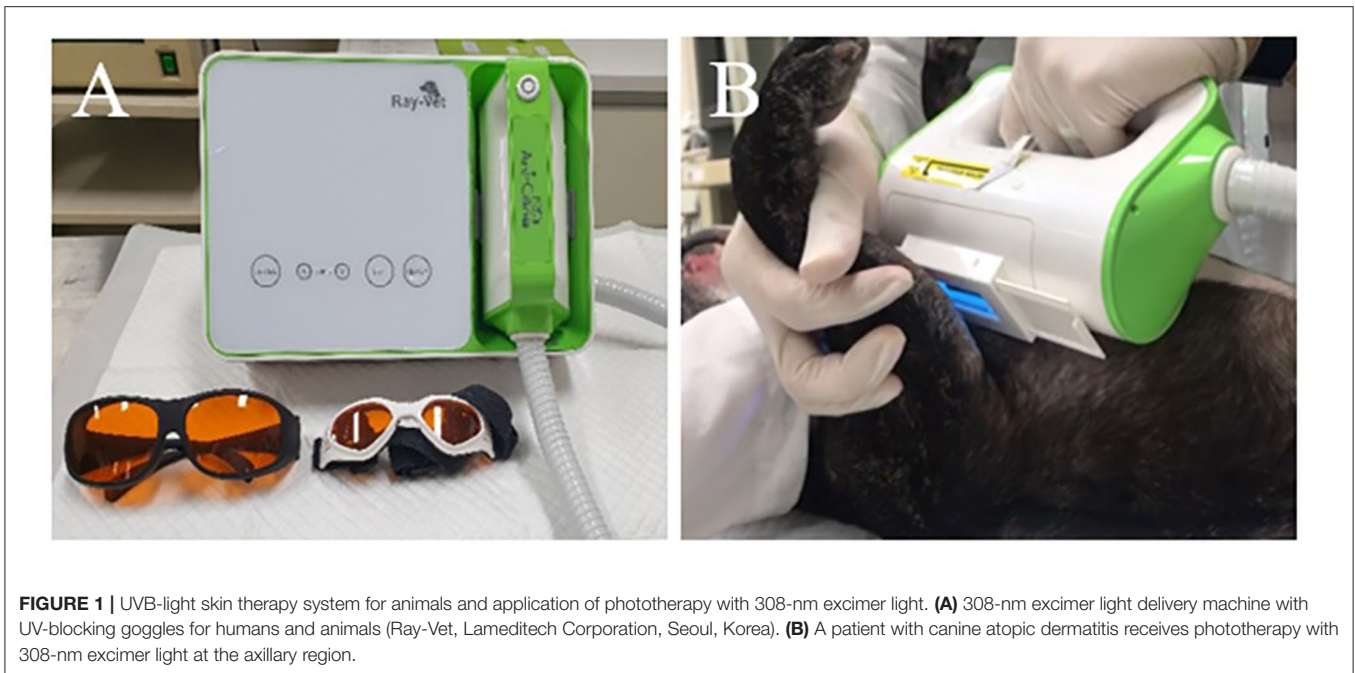 A
Ray-Vet
B
FIGURE 1 | UVB-light skin therapy system for animals and application of phototherapy with 308-nm excimer light. (A) 308-nm excimer light delivery machine with
UV-blocking goggles for humans and animals (Ray-Vet, Lameditech Corporation, Seoul, Korea). (B) A patient with canine atopic dermatitis receives phototherapy with
308-nm excimer light at the axillary region.